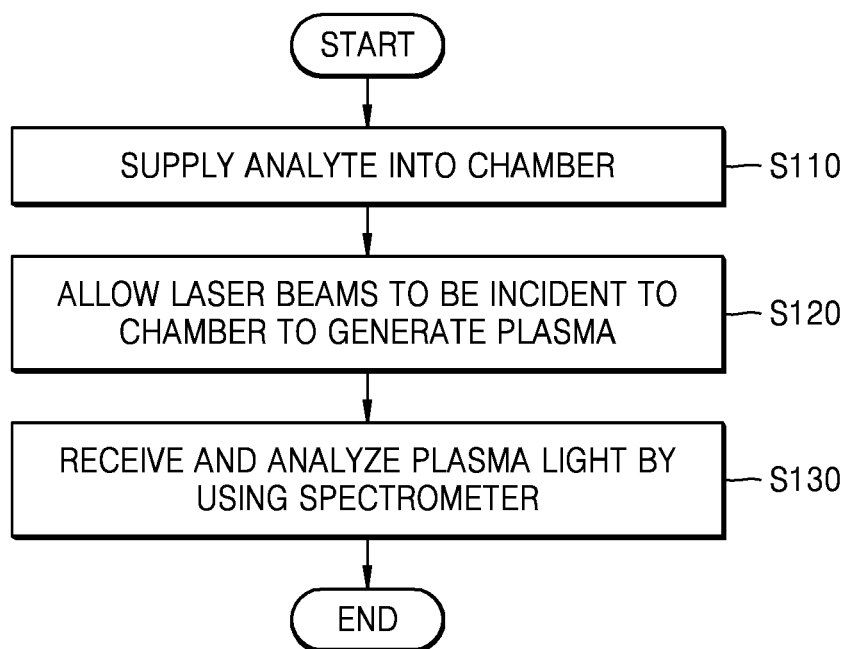 START
SUPPLY ANALYTE INTO CHAMBER
S110
ALLOW LASER BEAMS TO BE INCIDENT TO
CHAMBER TO GENERATE PLASMA
S120
RECEIVE AND ANALYZE PLASMA LIGHT BY
USING SPECTROMETER
S130
END